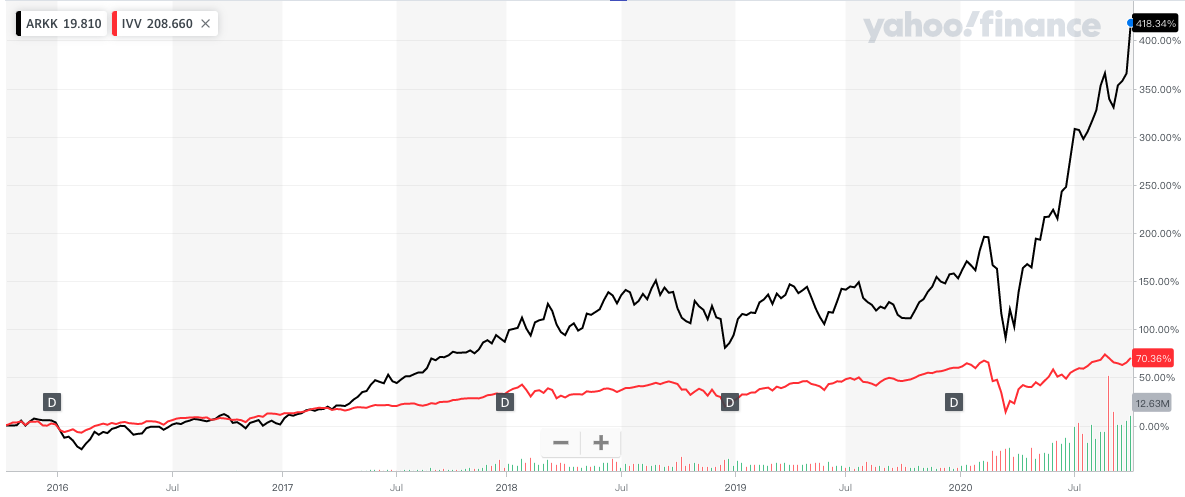 ARKK 19.810 IVV 208.660 ×
yahoo!finance
418.34%
400.00%
350.00%
300.00%
250.00%
200.00%
150.00%
100.00%
70.36%
50.00%
D D D D
12.63M
0.00%
− +
2016 Jul 2017 Jul 2018 Jul 2019 Jul 2020 Jul